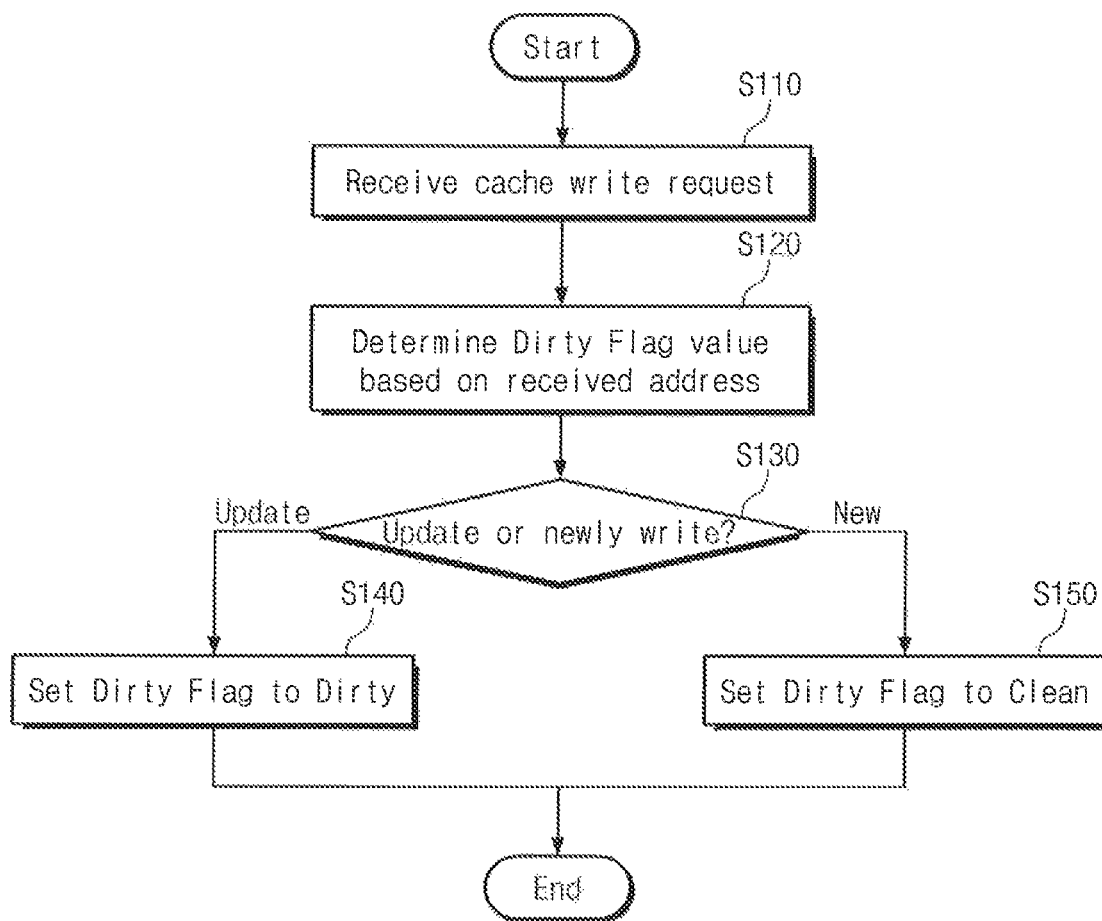 Start
S110
Receive cache write request
S120
Determine Dirty Flag value
based on received address
S130
Update
Update or newly write?
New
S140
S150
Set Dirty Flag to Dirty
Set Dirty Flag to Clean
End